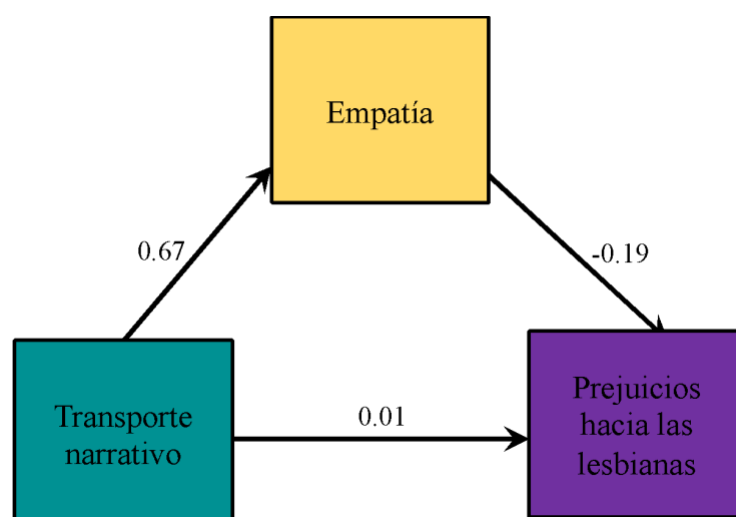 Empatía
0.67
-0.19
Transporte
narrativo
0.01
Prejuicios
hacia las
lesbianas